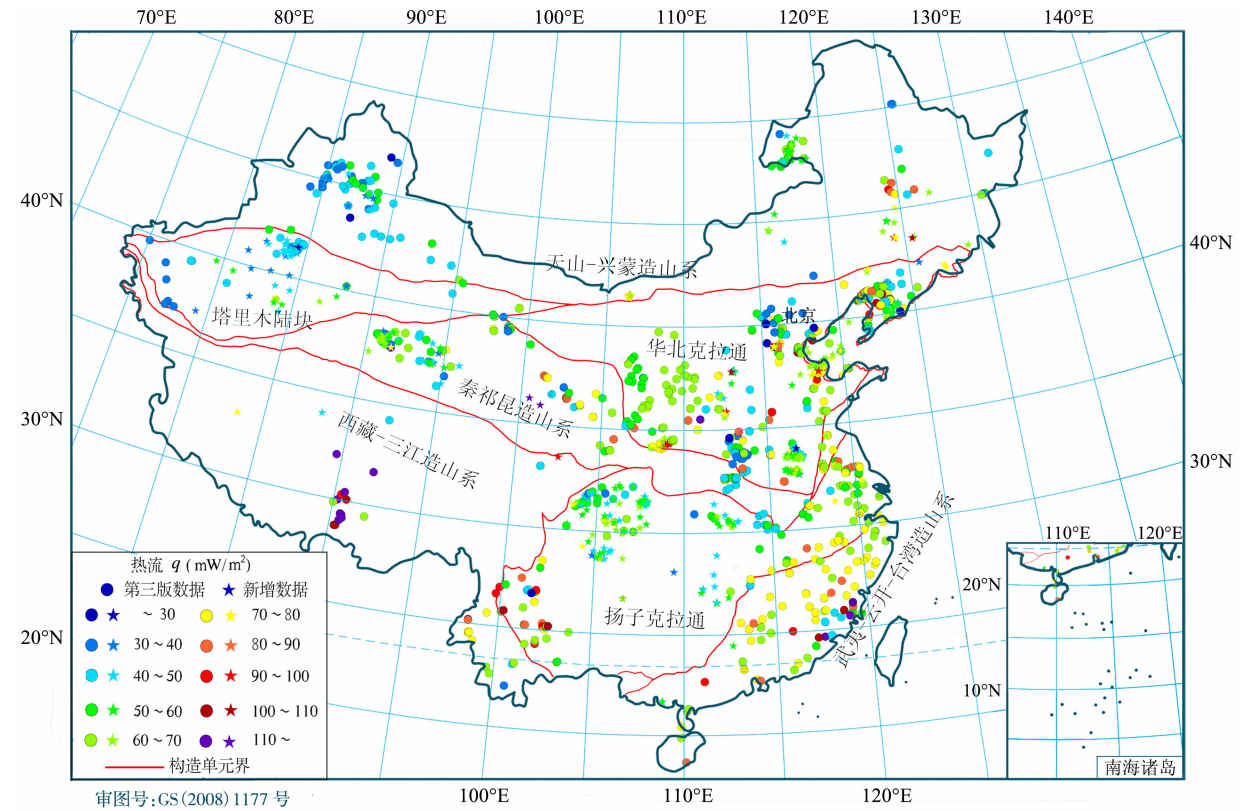 70°E 80°E 90°E 100°E 110°E 120°E 130°E 140°E
40°N
40°N
天山-兴蒙造山系
塔里木陆块
北京
华北克拉通
秦祁昆造山系
30°N
西藏-三江造山系
30°N
武夷-云开-台湾造山系
扬子克拉通
20°N
热流 q (mW/m²)
第三版数据 新增数据
~30 70~80
30~40 80~90
40~50 90~100
50~60 100~110
60~70 110~
构造单元界
110°E 120°E
20°N
10°N
南海诸岛
审图号:GS(2008)1177号
100°E 110°E 120°E